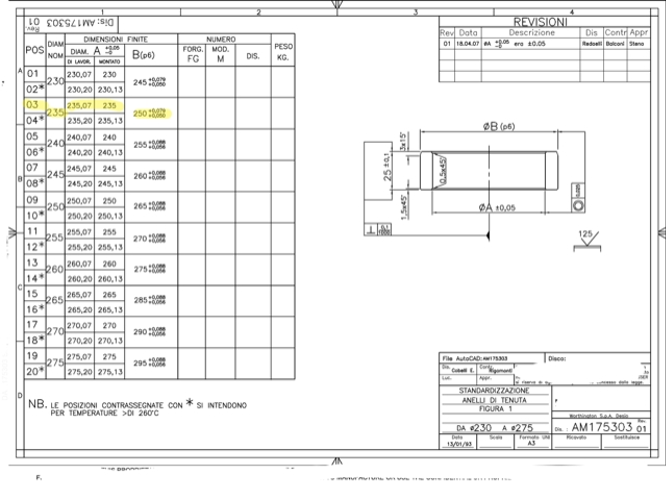 REVISIONI
Rev Data Descrizione Dis Contr Appr
01 18.04.07 øA +0.05 -0 era ±0.05 Radaelli Balconi Steno
Dis: AM175303 01
Rev.
POS DIAM NOM DIMENSIONI FINITE NUMERO PESO KG.
DIAM. A +0.05 -0 B(p6) FORG. FG MOD. M DIS.
DI LAVOR. MONTATO
01 230 230,07 230 245 +0,079 +0,050
02* 230,20 230,13
03 235 235,07 235 250 +0,079 +0,050
04* 235,20 235,13
05 240 240,07 240 255 +0,088 +0,056
06* 240,20 240,13
07 245 245,07 245 260 +0,088 +0,056
08* 245,20 245,13
09 250 250,07 250 265 +0,088 +0,056
10* 250,20 250,13
11 255 255,07 255 270 +0,088 +0,056
12* 255,20 255,13
13 260 260,07 260 275 +0,088 +0,056
14* 260,20 260,13
15 265 265,07 265 285 +0,088 +0,056
16* 265,20 265,13
17 270 270,07 270 290 +0,088 +0,056
18* 270,20 270,13
19 275 275,07 275 295 +0,088 +0,056
20* 275,20 275,13
NB. LE POSIZIONI CONTRASSEGNATE CON * SI INTENDONO
PER TEMPERATURE >DI 260°C
ØB (p6)
3x15°
25 ±0,1
0.5x45°
1,5x45°
ØA ±0,05
0,025
125
File AutoCAD: AM175303 Disco:
Dis. Cobelli E. Contr. Rigamonti
Luc. Appr.
STANDARDIZZAZIONE
ANELLI DI TENUTA
FIGURA 1
DA ø230 A ø275
Worthington S.p.A. Desio
Dis. : AM175303 Rev. 01
Data 13/01/93 Scala Formato UNI A3 Ricavato Sostituisce